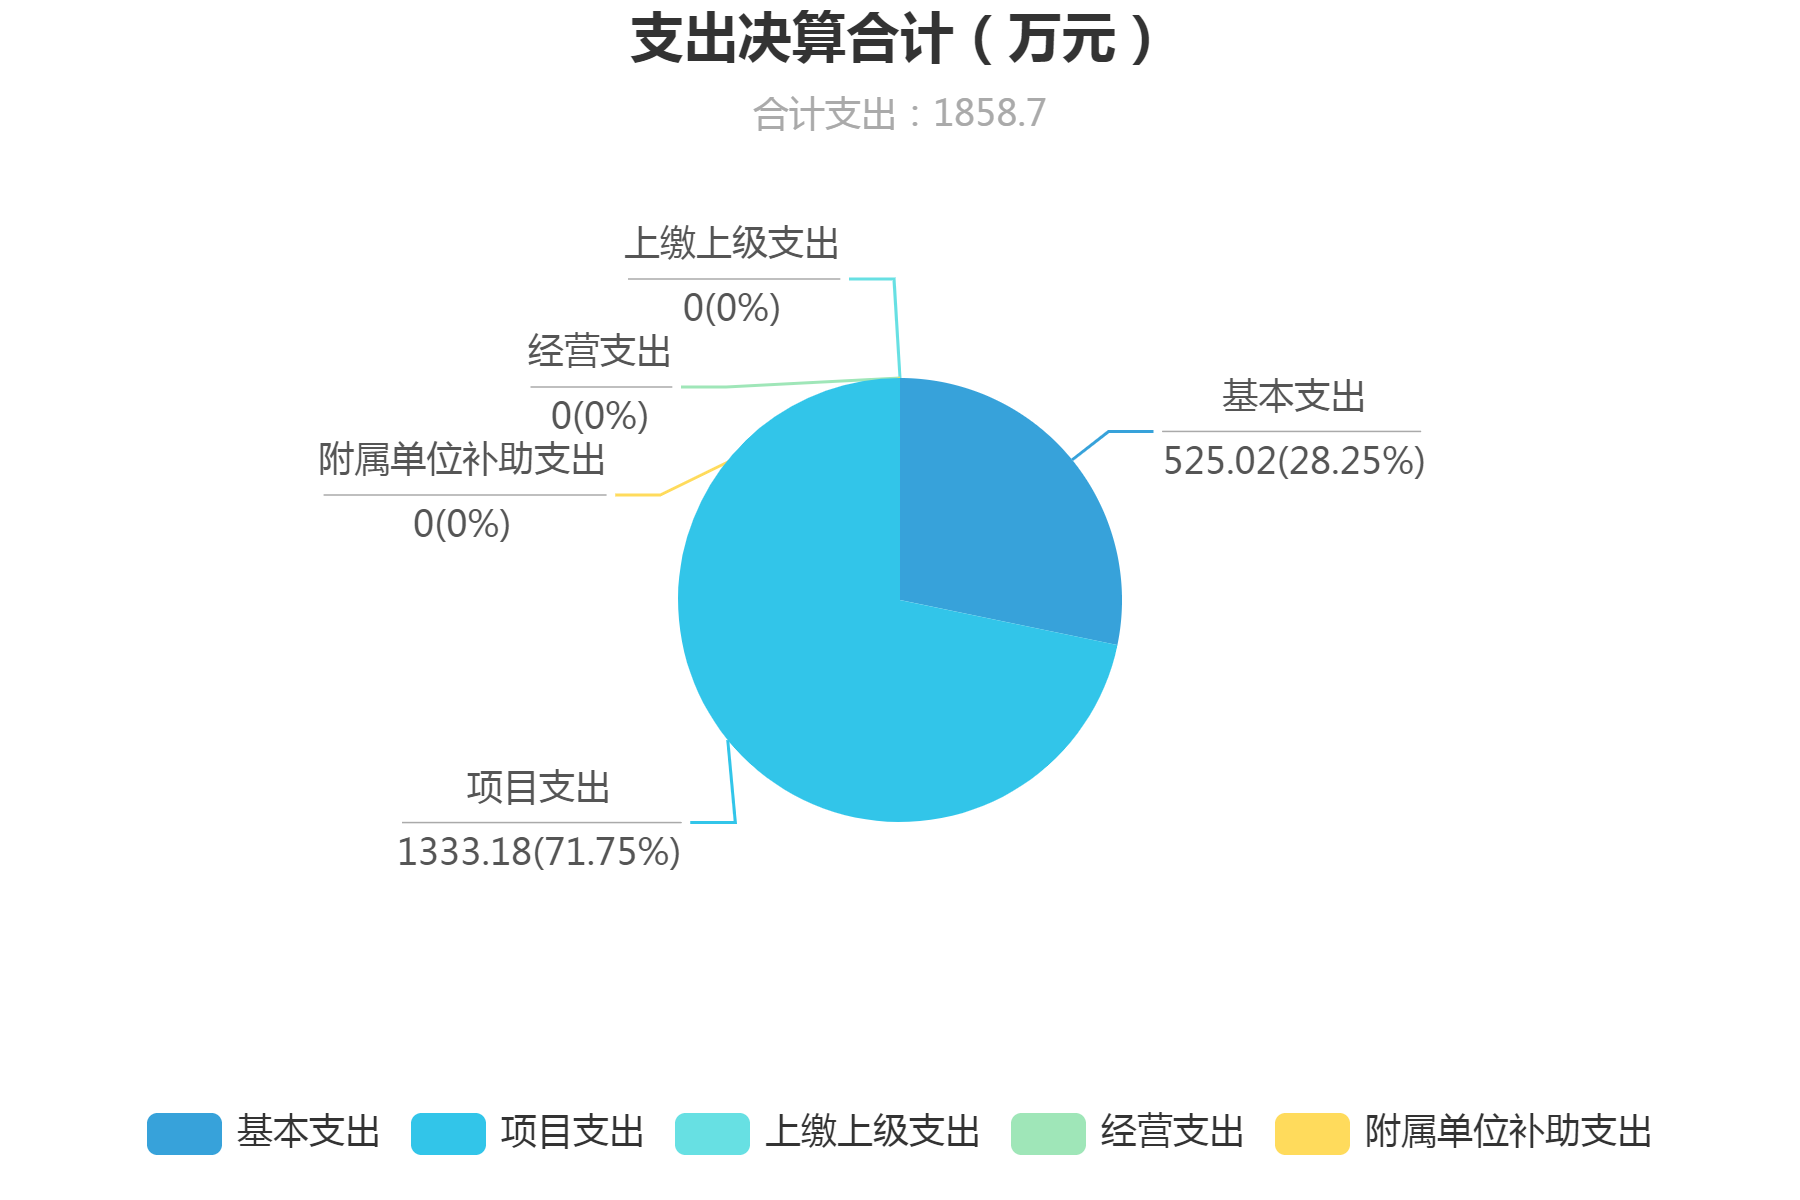 支出决算合计（万元）
合计支出：1858.7
上缴上级支出
0(0%)
经营支出
0(0%)
附属单位补助支出
0(0%)
基本支出
525.02(28.25%)
项目支出
1333.18(71.75%)
基本支出 项目支出 上缴上级支出 经营支出 附属单位补助支出